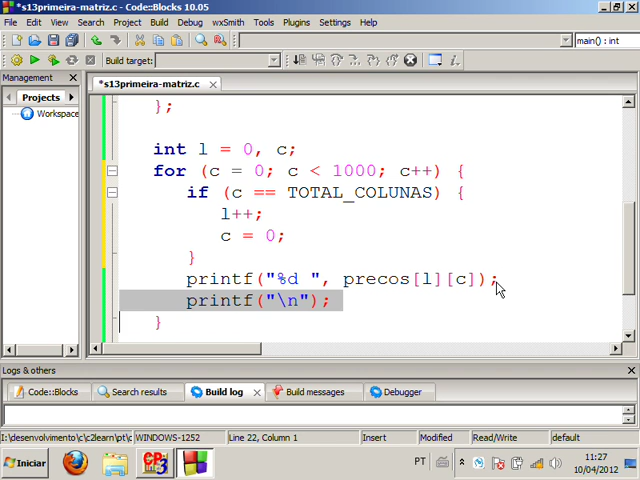 *s13primeira-matriz.c - Code::Blocks 10.05
File Edit View Search Project Build Debug wxSmith Tools Plugins Settings Help
main() : int
Build target:
Management
*s13primeira-matriz.c
Projects
Workspace
};
int l = 0, c;
for (c = 0; c < 1000; c++) {
if (c == TOTAL_COLUNAS) {
l++;
c = 0;
}
printf("%d ", precos[l][c]);
printf("\n");
}
Logs & others
Code::Blocks
Search results
Build log
Build messages
Debugger
I:\desenvolvimento\c\c2learn\pt\c
WINDOWS-1252
Line 22, Column 1
Insert
Modified
Read/Write
default
Iniciar
PT
11:27
10/04/2012